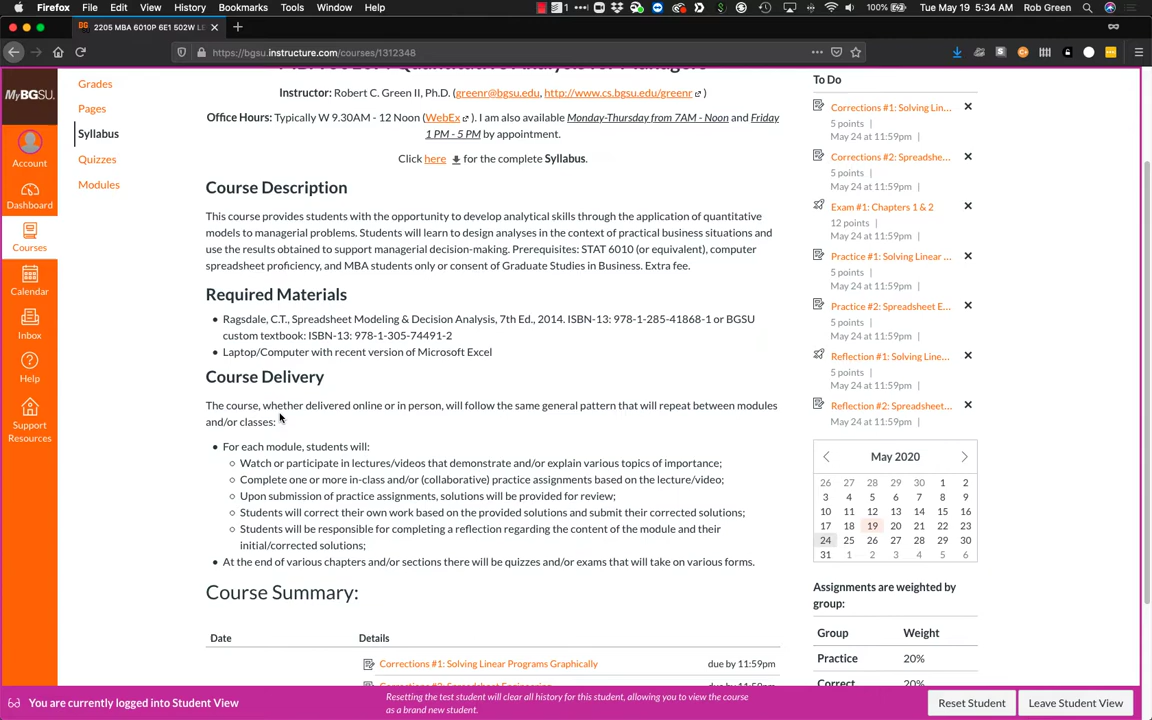 Firefox File Edit View History Bookmarks Tools Window Help 1 100% Tue May 19 5:34 AM Rob Green
2205 MBA 6010P 6E1 502W LE
https://bgsu.instructure.com/courses/1312348
MyBGSU.
Account
Dashboard
Courses
Calendar
Inbox
Help
Support
Resources
Grades
Pages
Syllabus
Quizzes
Modules
Instructor: Robert C. Green II, Ph.D. (greenr@bgsu.edu, http://www.cs.bgsu.edu/greenr )
Office Hours: Typically W 9.30AM - 12 Noon (WebEx ). I am also available Monday-Thursday from 7AM - Noon and Friday
1 PM - 5 PM by appointment.
Click here for the complete Syllabus.
Course Description
This course provides students with the opportunity to develop analytical skills through the application of quantitative
models to managerial problems. Students will learn to design analyses in the context of practical business situations and
use the results obtained to support managerial decision-making. Prerequisites: STAT 6010 (or equivalent), computer
spreadsheet proficiency, and MBA students only or consent of Graduate Studies in Business. Extra fee.
Required Materials
Ragsdale, C.T., Spreadsheet Modeling & Decision Analysis, 7th Ed., 2014. ISBN-13: 978-1-285-41868-1 or BGSU
custom textbook: ISBN-13: 978-1-305-74491-2
Laptop/Computer with recent version of Microsoft Excel
Course Delivery
The course, whether delivered online or in person, will follow the same general pattern that will repeat between modules
and/or classes:
For each module, students will:
Watch or participate in lectures/videos that demonstrate and/or explain various topics of importance;
Complete one or more in-class and/or (collaborative) practice assignments based on the lecture/video;
Upon submission of practice assignments, solutions will be provided for review;
Students will correct their own work based on the provided solutions and submit their corrected solutions;
Students will be responsible for completing a reflection regarding the content of the module and their
initial/corrected solutions;
At the end of various chapters and/or sections there will be quizzes and/or exams that will take on various forms.
Course Summary:
Date Details
Corrections #1: Solving Linear Programs Graphically due by 11:59pm
To Do
Corrections #1: Solving Lin...
5 points |
May 24 at 11:59pm |
Corrections #2: Spreadshe...
5 points |
May 24 at 11:59pm |
Exam #1: Chapters 1 & 2
12 points |
May 24 at 11:59pm |
Practice #1: Solving Linear ...
5 points |
May 24 at 11:59pm |
Practice #2: Spreadsheet E...
5 points |
May 24 at 11:59pm |
Reflection #1: Solving Line...
5 points |
May 24 at 11:59pm |
Reflection #2: Spreadsheet...
May 24 at 11:59pm |
May 2020
26 27 28 29 30 1 2
3 4 5 6 7 8 9
10 11 12 13 14 15 16
17 18 19 20 21 22 23
24 25 26 27 28 29 30
31 1 2 3 4 5 6
Assignments are weighted by
group:
Group Weight
Practice 20%
Correct 20%
You are currently logged into Student View
Resetting the test student will clear all history for this student, allowing you to view the course
as a brand new student.
Reset Student
Leave Student View